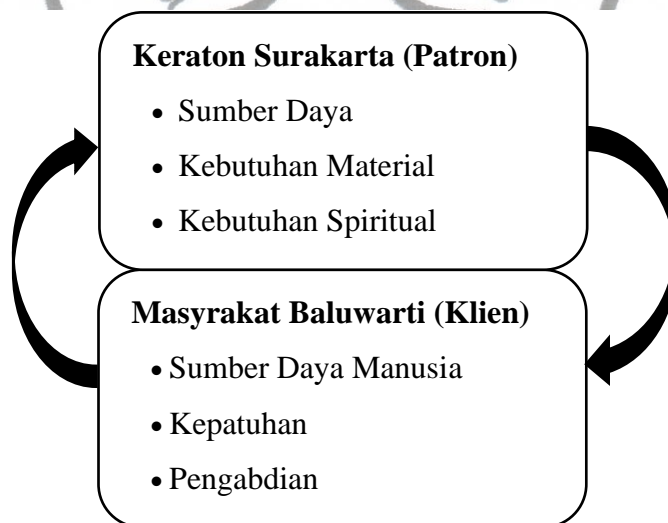 Keraton Surakarta (Patron)
• Sumber Daya
• Kebutuhan Material
• Kebutuhan Spiritual
Masyrakat Baluwarti (Klien)
• Sumber Daya Manusia
• Kepatuhan
• Pengabdian